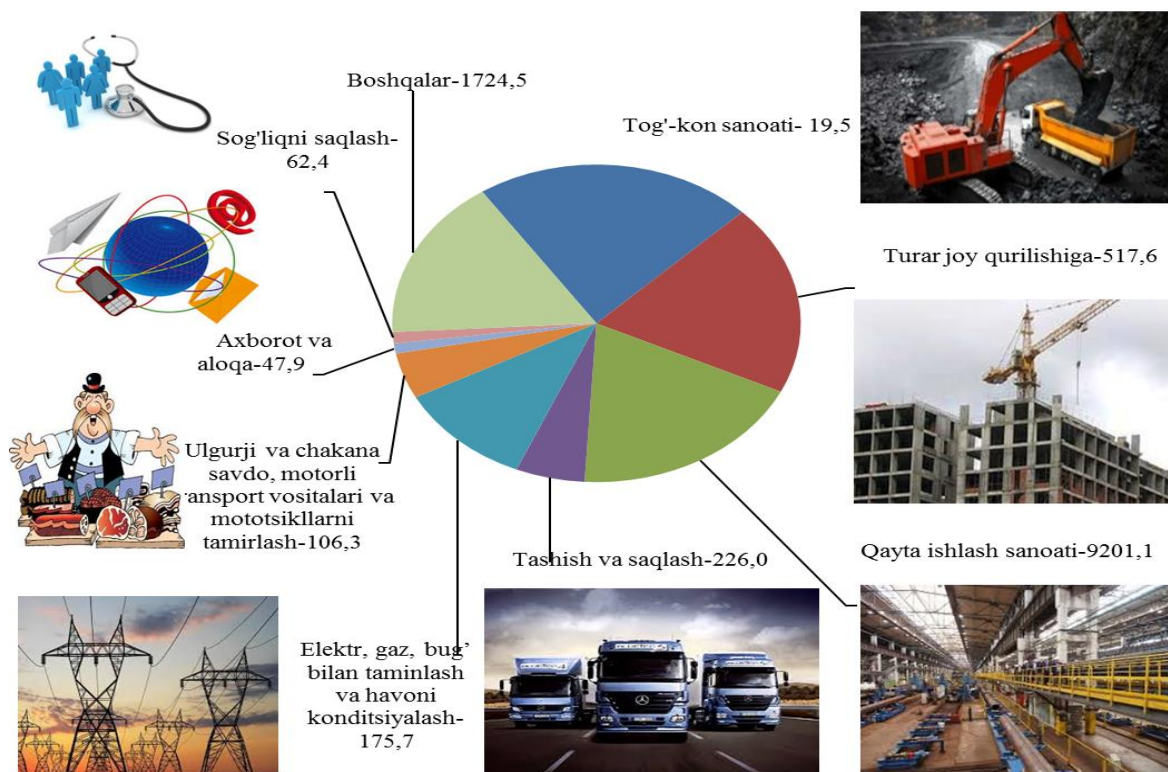 Boshqalar-1724,5
Tog'-kon sanoati- 19,5
Sog'liqni saqlash-
62,4
Turar joy qurilishiga-517,6
Axborot va
aloqa-47,9
Ulgurji va chakana
savdo, motorli
ransport vositalari va
mototsikllarni
tamirlash-106,3
Tashish va saqlash-226,0
Qayta ishlash sanoati-9201,1
Elektr, gaz, bug’
bilan taminlash
va havoni
konditsiyalash-
175,7